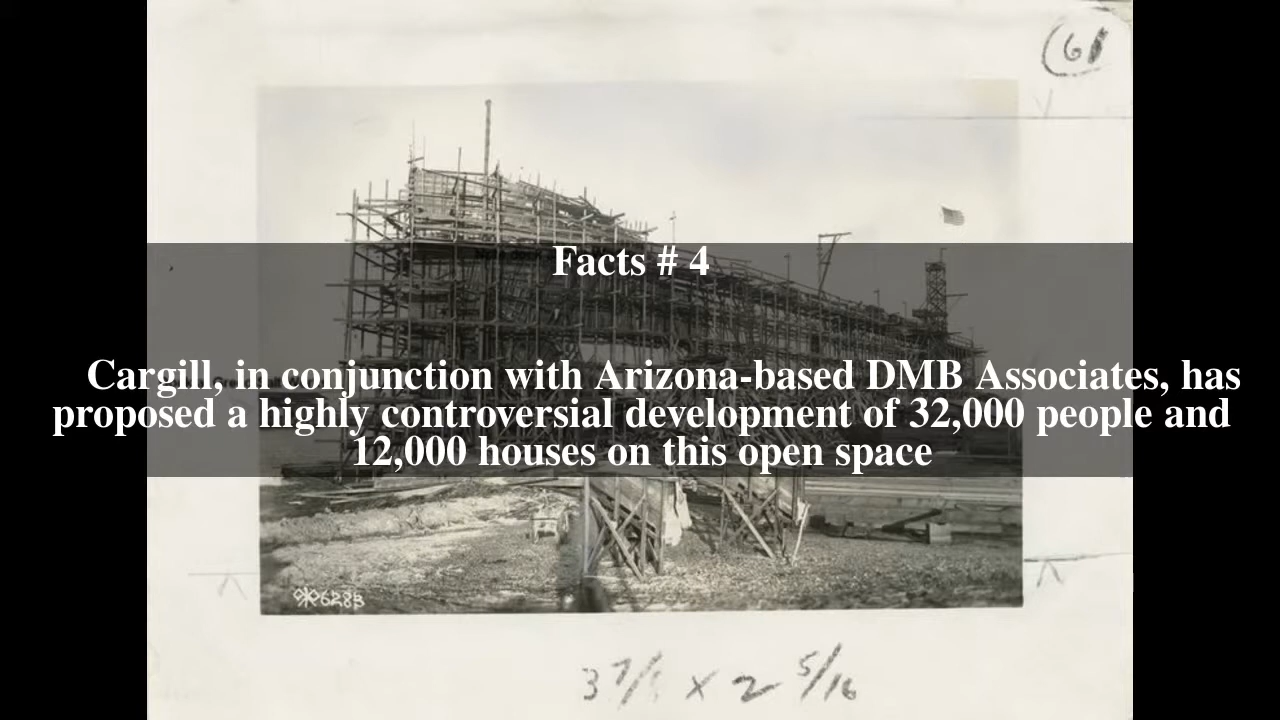 (61
Facts # 4
Cargill, in conjunction with Arizona-based DMB Associates, has
proposed a highly controversial development of 32,000 people and
12,000 houses on this open space
6283
3 7/8 x 2 5/16